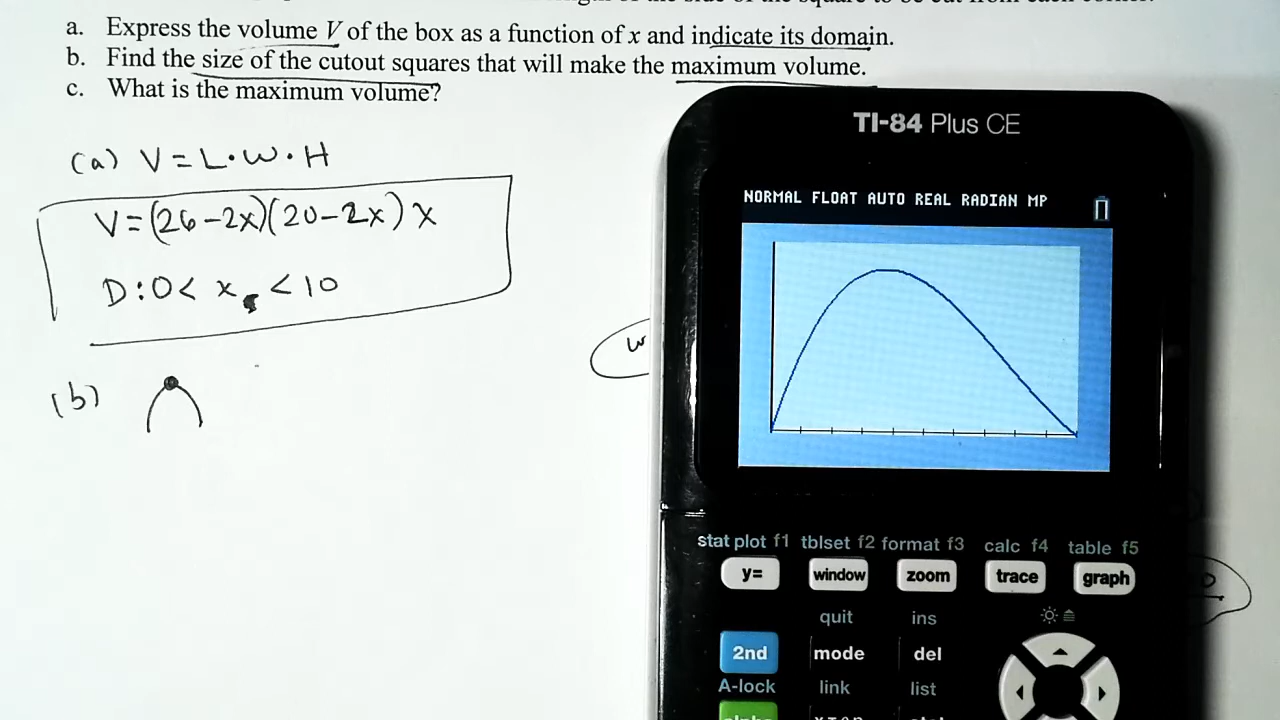 a. Express the volume V of the box as a function of x and indicate its domain.
b. Find the size of the cutout squares that will make the maximum volume.
c. What is the maximum volume?
(a) V = L·W·H
V = (26-2x)(20-2x) x
D: 0 < x < 10
(b)
w
TI-84 Plus CE
NORMAL FLOAT AUTO REAL RADIAN MP
stat plot f1 tblset f2 format f3 calc f4 table f5
y= window zoom trace graph
quit ins
2nd mode del
A-lock link list
alpha